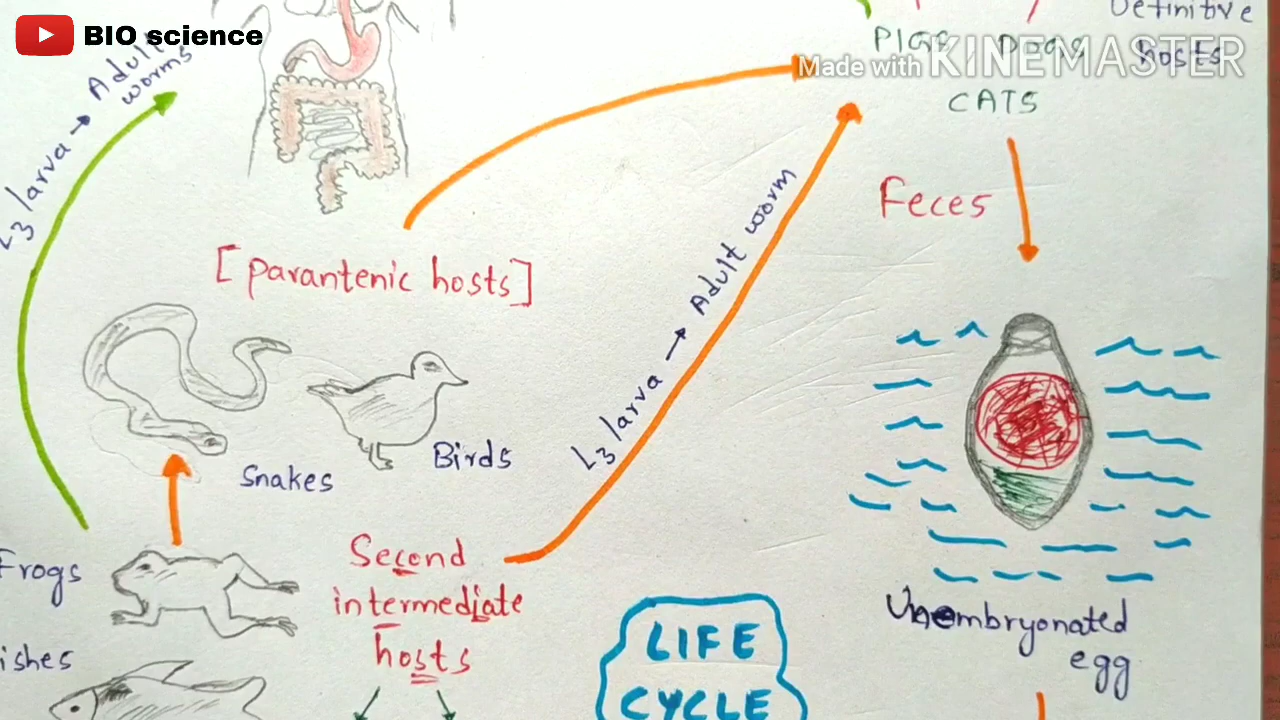 BIO science
Definitive
hosts
PIGS Dogs
CATS
Made with KINEMASTER
L3 larva → Adult
worms
Feces
[parantenic hosts]
L3 larva → Adult worm
Snakes
Birds
Frogs
Second
intermediate
hosts
ishes
LIFE
CYCLE
Unembryonated
egg